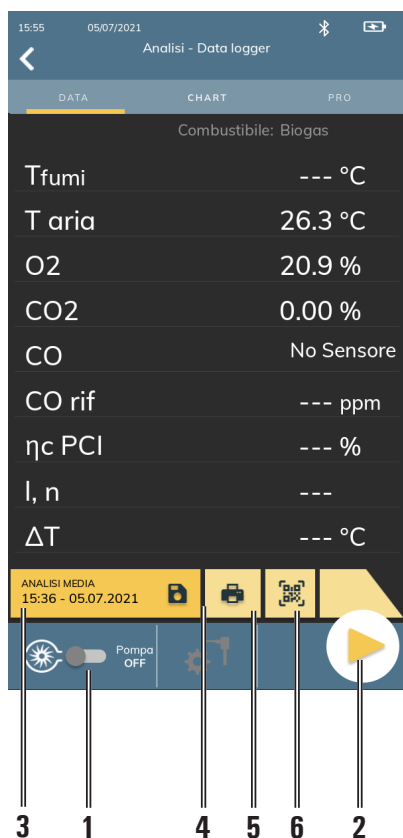 15:55 05/07/2021
Analisi - Data logger
DATA CHART PRO
Combustibile: Biogas
Tfumi --- °C
T aria 26.3 °C
O2 20.9 %
CO2 0.00 %
CO No Sensore
CO rif --- ppm
ηc PCI --- %
l, n ---
ΔT --- °C
ANALISI MEDIA
15:36 - 05.07.2021
Pompa
OFF
3 1 4 5 6 2